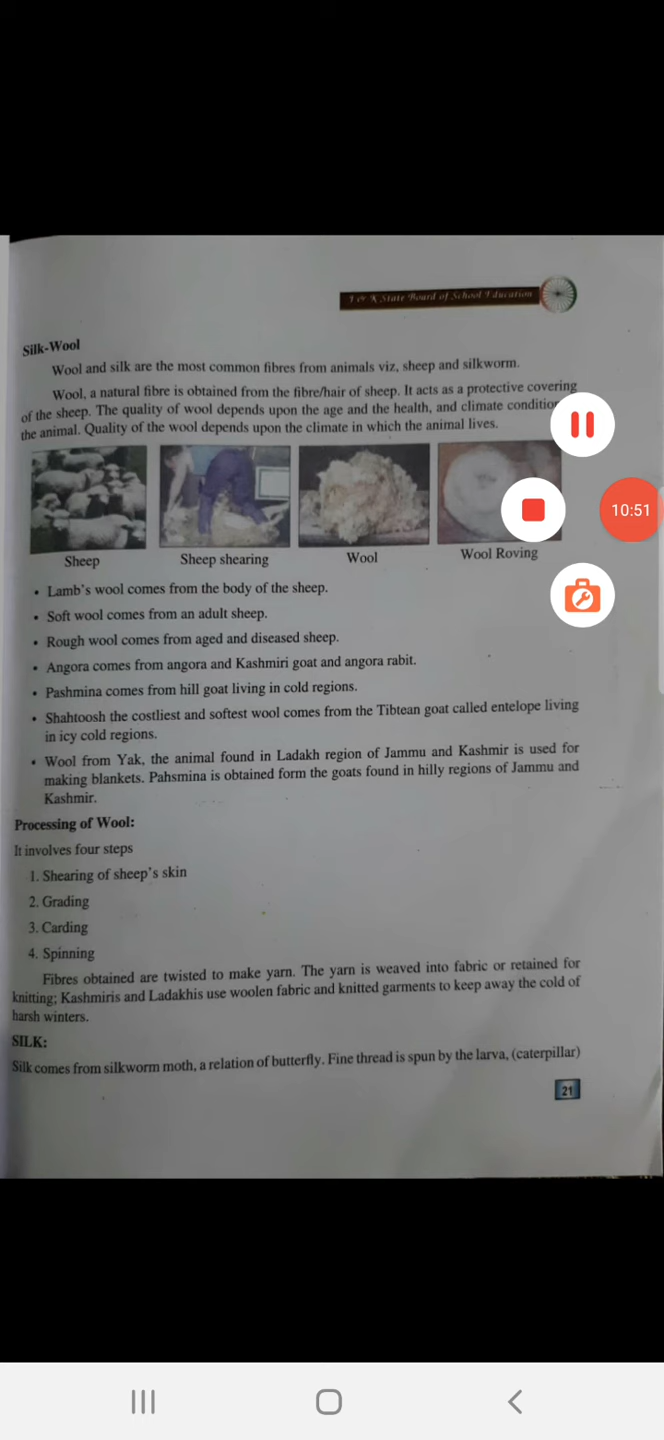 J & K State Board of School Education
Silk-Wool
Wool and silk are the most common fibres from animals viz, sheep and silkworm.
Wool, a natural fibre is obtained from the fibre/hair of sheep. It acts as a protective covering
of the sheep. The quality of wool depends upon the age and the health, and climate
the animal. Quality of the wool depends upon the climate in which the animal lives.
10:51
Sheep Sheep shearing Wool Wool Roving
• Lamb's wool comes from the body of the sheep.
• Soft wool comes from an adult sheep.
• Rough wool comes from aged and diseased sheep.
• Angora comes from angora and Kashmiri goat and angora rabit.
• Pashmina comes from hill goat living in cold regions.
• Shahtoosh the costliest and softest wool comes from the Tibtean goat called entelope living
in icy cold regions.
• Wool from Yak, the animal found in Ladakh region of Jammu and Kashmir is used for
making blankets. Pahsmina is obtained form the goats found in hilly regions of Jammu and
Kashmir.
Processing of Wool:
It involves four steps
1. Shearing of sheep's skin
2. Grading
3. Carding
4. Spinning
Fibres obtained are twisted to make yarn. The yarn is weaved into fabric or retained for
knitting; Kashmiris and Ladakhis use woolen fabric and knitted garments to keep away the cold of
harsh winters.
SILK:
Silk comes from silkworm moth, a relation of butterfly. Fine thread is spun by the larva, (caterpillar)
21